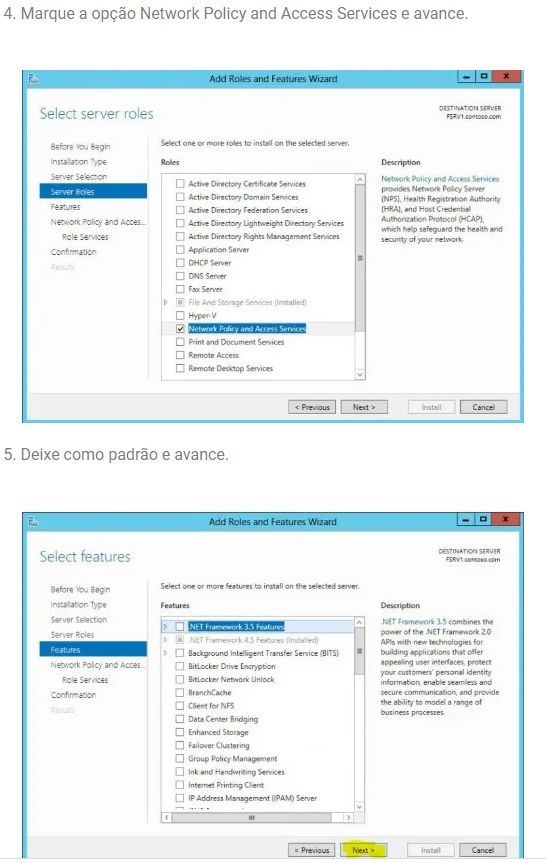 4. Marque a opção Network Policy and Access Services e avance.
Add Roles and Features Wizard
Select server roles
DESTINATION SERVER
FSRV1.contoso.com
Before You Begin
Installation Type
Server Selection
Server Roles
Features
Network Policy and Acces...
Role Services
Confirmation
Results
Select one or more roles to install on the selected server.
Roles
Active Directory Certificate Services
Active Directory Domain Services
Active Directory Federation Services
Active Directory Lightweight Directory Services
Active Directory Rights Management Services
Application Server
DHCP Server
DNS Server
Fax Server
File And Storage Services (Installed)
Hyper-V
Network Policy and Access Services
Print and Document Services
Remote Access
Remote Desktop Services
Description
Network Policy and Access Services
provides Network Policy Server
(NPS), Health Registration Authority
(HRA), and Host Credential
Authorization Protocol (HCAP),
which help safeguard the health and
security of your network.
< Previous
Next >
Install
Cancel
5. Deixe como padrão e avance.
Add Roles and Features Wizard
Select features
DESTINATION SERVER
FSRV1.contoso.com
Before You Begin
Installation Type
Server Selection
Server Roles
Features
Network Policy and Acces...
Role Services
Confirmation
Results
Select one or more features to install on the selected server.
Features
.NET Framework 3.5 Features
.NET Framework 4.5 Features (Installed)
Background Intelligent Transfer Service (BITS)
BitLocker Drive Encryption
BitLocker Network Unlock
BranchCache
Client for NFS
Data Center Bridging
Enhanced Storage
Failover Clustering
Group Policy Management
Ink and Handwriting Services
Internet Printing Client
IP Address Management (IPAM) Server
Description
.NET Framework 3.5 combines the
power of the .NET Framework 2.0
APIs with new technologies for
building applications that offer
appealing user interfaces, protect
your customers' personal identity
information, enable seamless and
secure communication, and provide
the ability to model a range of
business processes.
< Previous
Next >
Install
Cancel